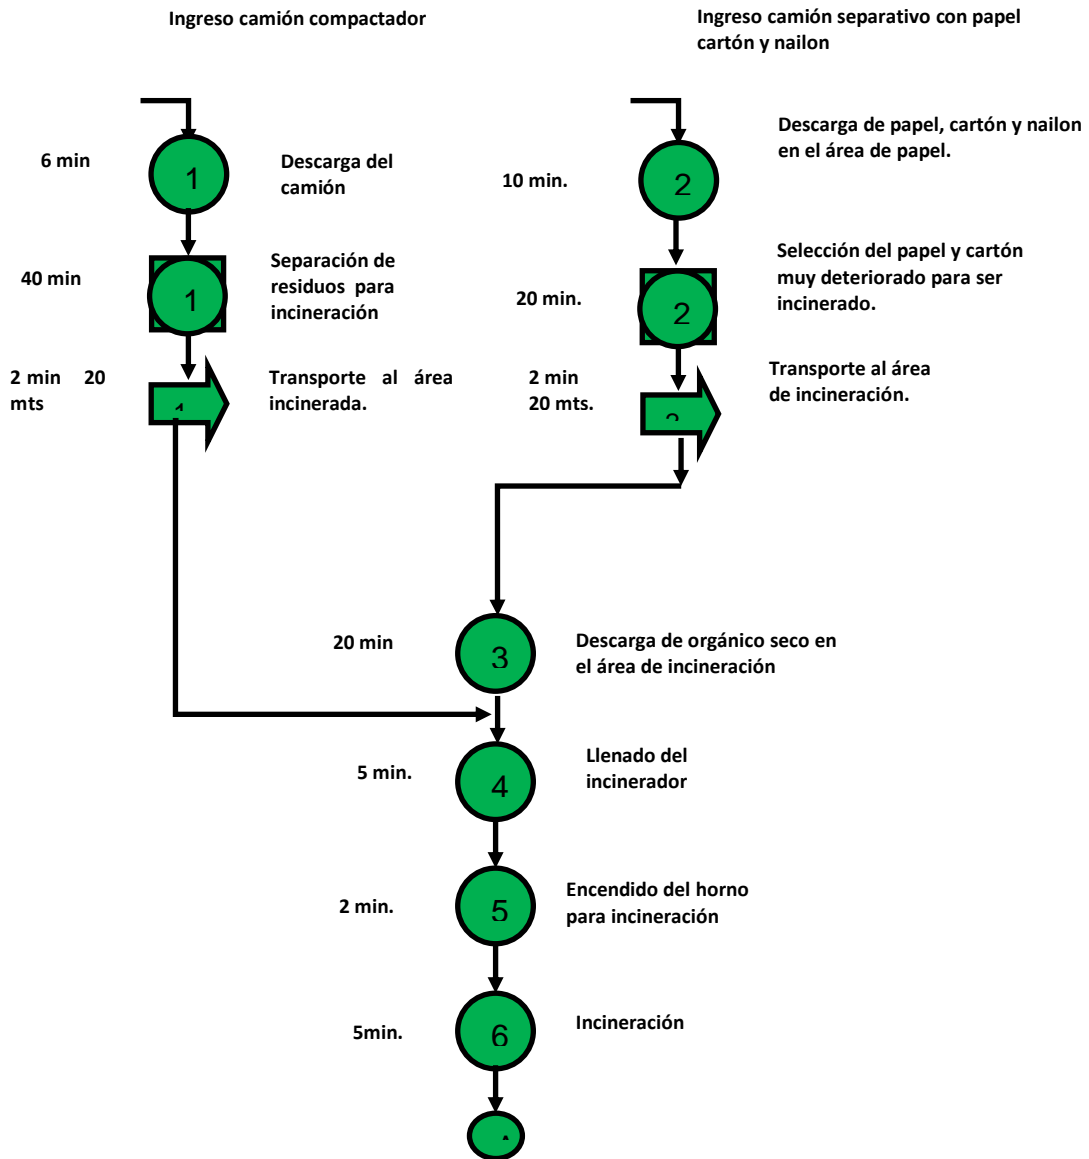 Ingreso camión compactador
Ingreso camión separativo con papel
cartón y nailon
6 min
1
Descarga del
camión
10 min.
2
Descarga de papel, cartón y nailon
en el área de papel.
40 min
1
Separación de
residuos para
incineración
20 min.
2
Selección del papel y cartón
muy deteriorado para ser
incinerado.
2 min 20
mts
Transporte al área
incinerada.
2 min
20 mts.
Transporte al área
de incineración.
20 min
3
Descarga de orgánico seco en
el área de incineración
5 min.
4
Llenado del
incinerador
2 min.
5
Encendido del horno
para incineración
5min.
6
Incineración